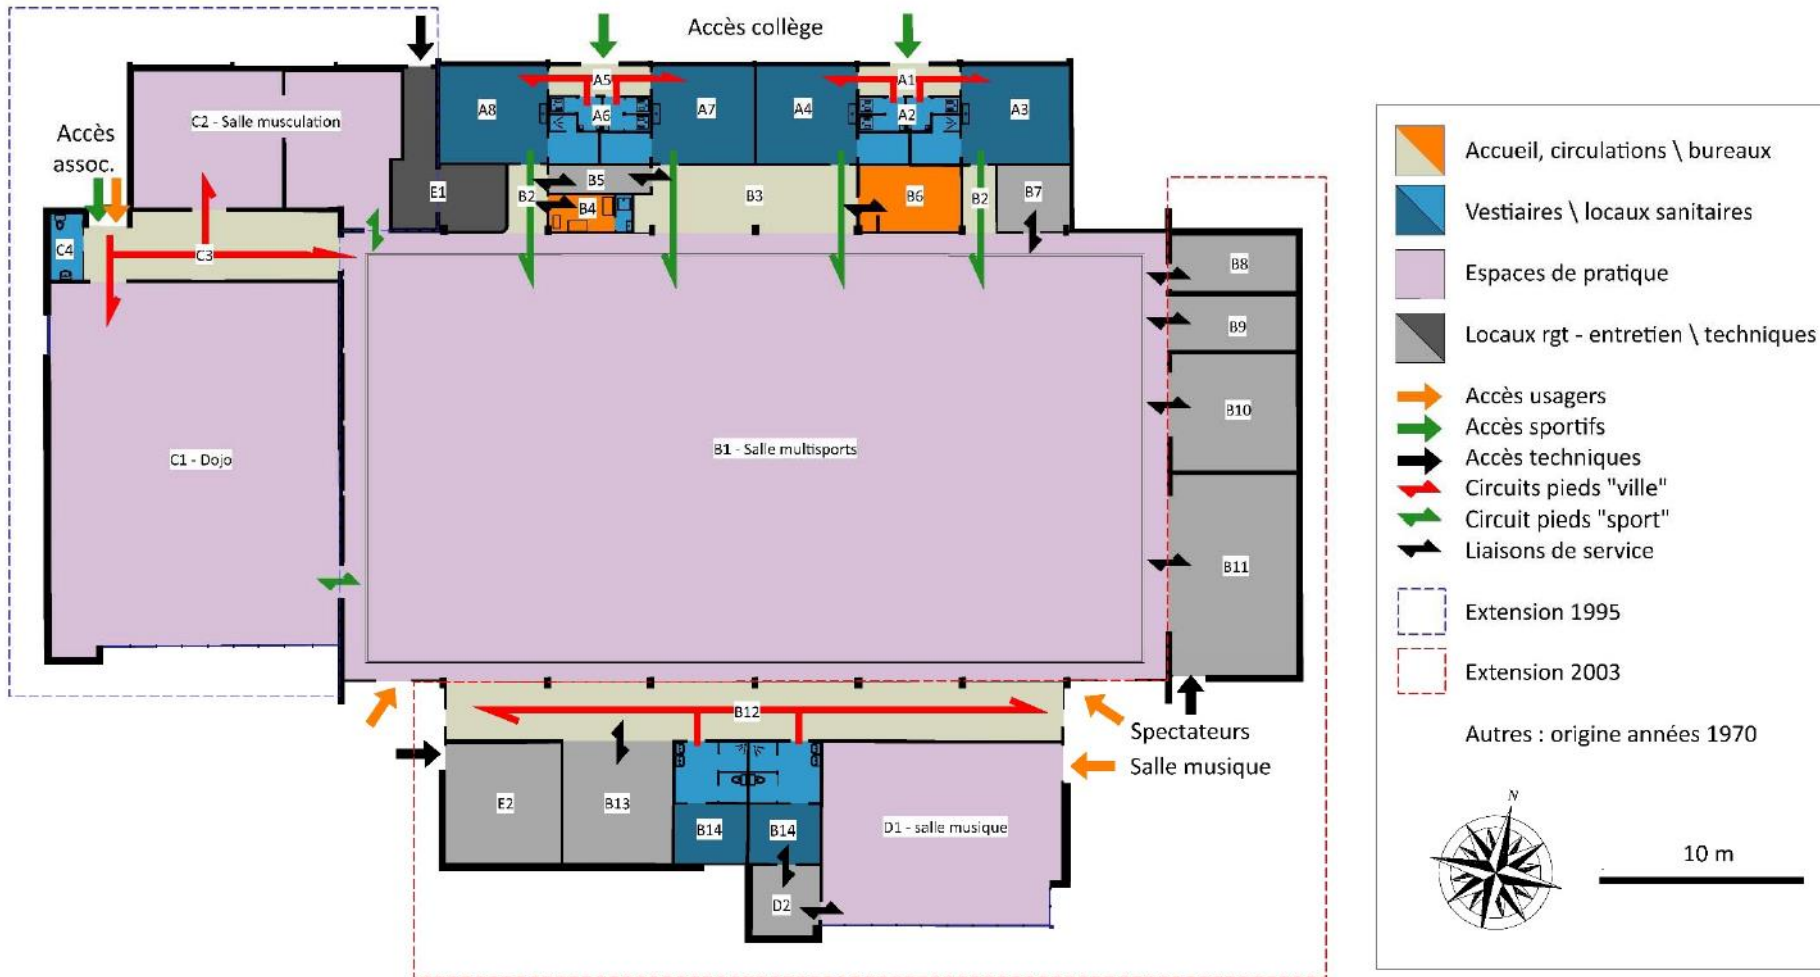 Accès collège
A5
A1
A8
A6
A7
A4
A2
A3
C2 - Salle musculation
Accès
assoc.
E1
B2
B5
B4
B3
B6
B2
B7
C4
C3
B8
B9
B10
B11
B1 - Salle multisports
C1 - Dojo
B12
Spectateurs
Salle musique
E2
B13
B14
B14
D1 - salle musique
D2
Accueil, circulations \ bureaux
Vestiaires \ locaux sanitaires
Espaces de pratique
Locaux rgt - entretien \ techniques
Accès usagers
Accès sportifs
Accès techniques
Circuits pieds "ville"
Circuit pieds "sport"
Liaisons de service
Extension 1995
Extension 2003
Autres : origine années 1970
N
10 m